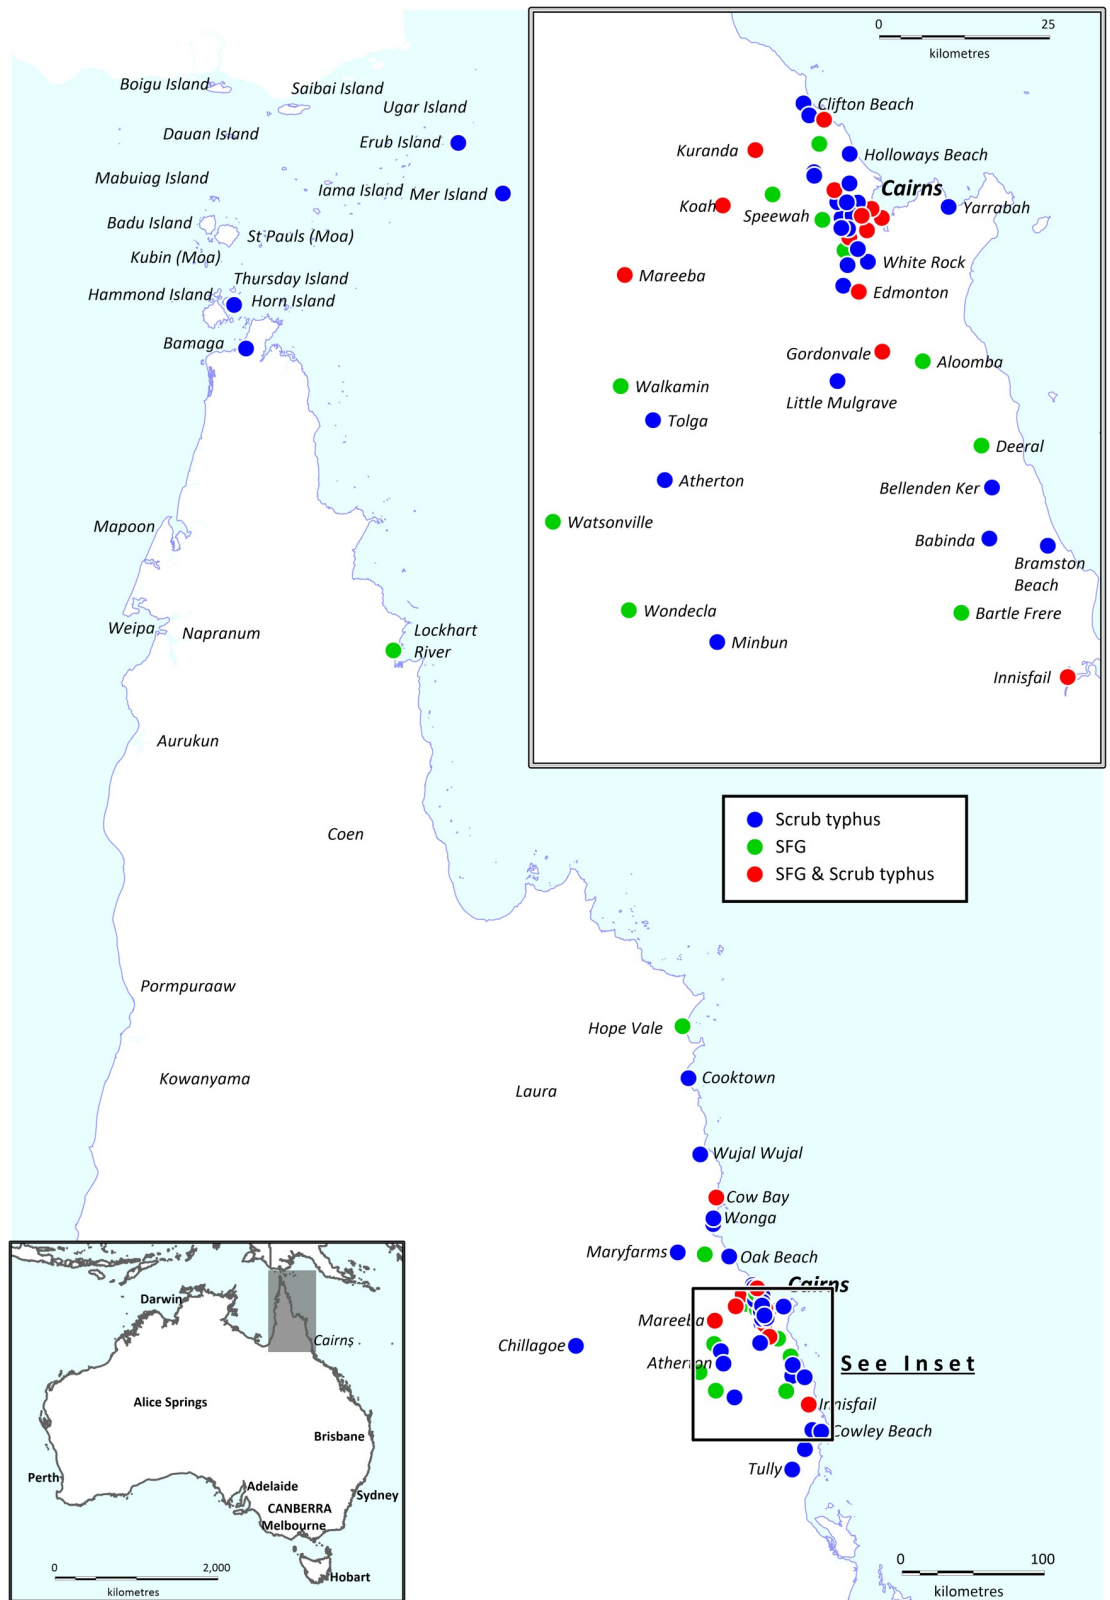 Boigu Island
Saibai Island
Ugar Island
Dauan Island
Erub Island
Mabuiag Island
Iama Island
Mer Island
Badu Island
St Pauls (Moa)
Kubin (Moa)
Thursday Island
Hammond Island
Horn Island
Bamaga
Mapoon
Weipa
Napranum
Lockhart
River
Aurukun
Coen
Pormpuraaw
Hope Vale
Kowanyama
Laura
Cooktown
Wujal Wujal
Cow Bay
Wonga
Maryfarms
Oak Beach
Cairns
Mareeba
Chillagoe
Atherton
See Inset
Innisfail
Cowley Beach
Tully
0
100
kilometres
0
25
kilometres
Clifton Beach
Kuranda
Holloways Beach
Cairns
Koah
Speewah
Yarrabah
White Rock
Mareeba
Edmonton
Gordonvale
Aloomba
Walkamin
Little Mulgrave
Tolga
Deeral
Atherton
Bellenden Ker
Watsonville
Babinda
Bramston
Beach
Wondecla
Bartle Frere
Minbun
Innisfail
Scrub typhus
SFG
SFG & Scrub typhus
Darwin
Cairns
Alice Springs
Brisbane
Perth
Adelaide
Sydney
CANBERRA
Melbourne
Hobart
0
2,000
kilometres